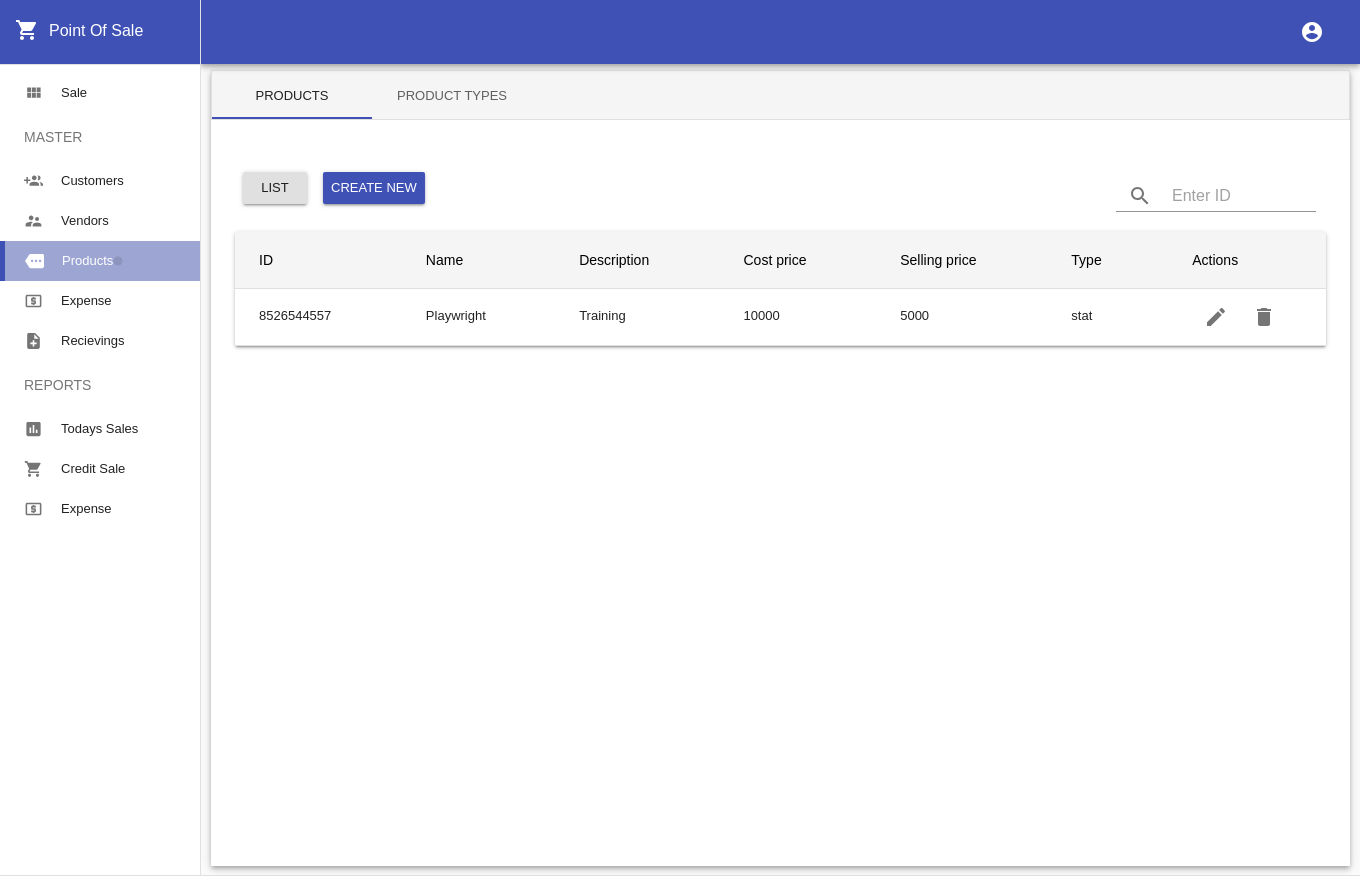 Point Of Sale
Sale
MASTER
Customers
Vendors
Products
Expense
Recievings
REPORTS
Todays Sales
Credit Sale
Expense
PRODUCTS PRODUCT TYPES
LIST CREATE NEW
Enter ID
ID Name Description Cost price Selling price Type Actions
8526544557 Playwright Training 10000 5000 stat